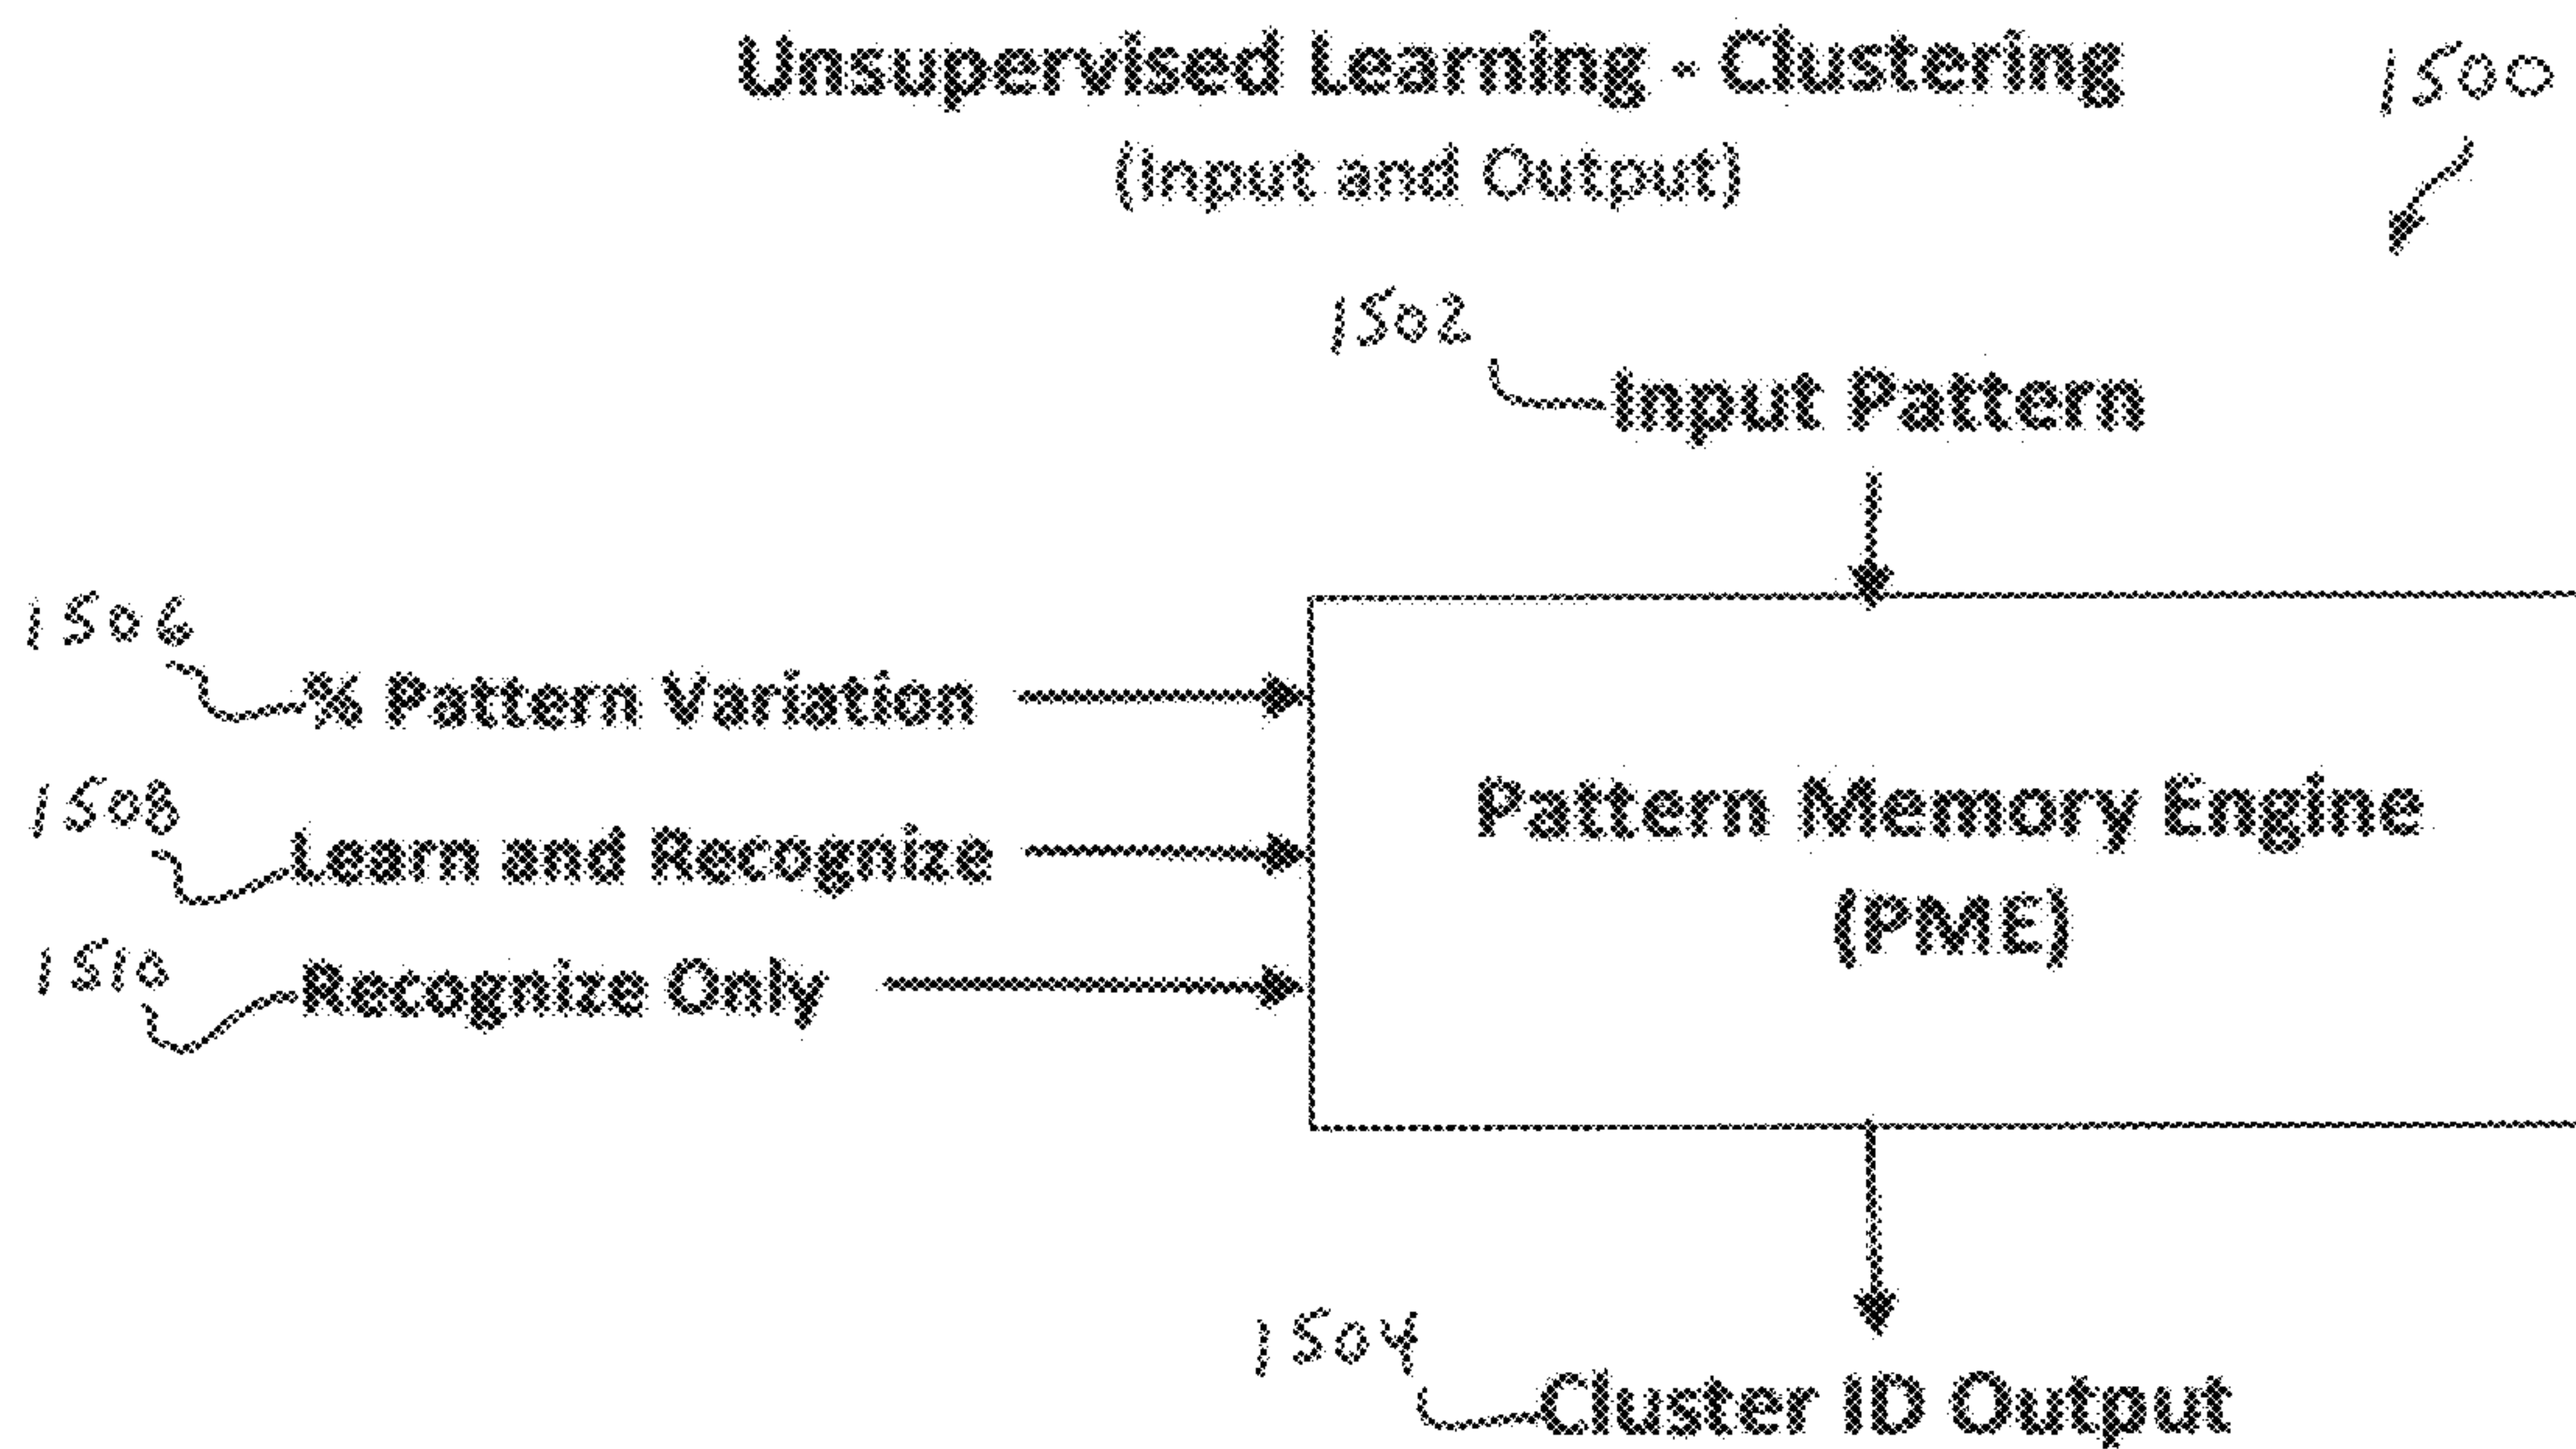 Unsupervised Learning - Clustering
1500
(Input and Output)
1502
Input Pattern
1506
% Pattern Variation
1508
Learn and Recognize
1510
Recognize Only
Pattern Memory Engine
(PME)
1504
Cluster ID Output